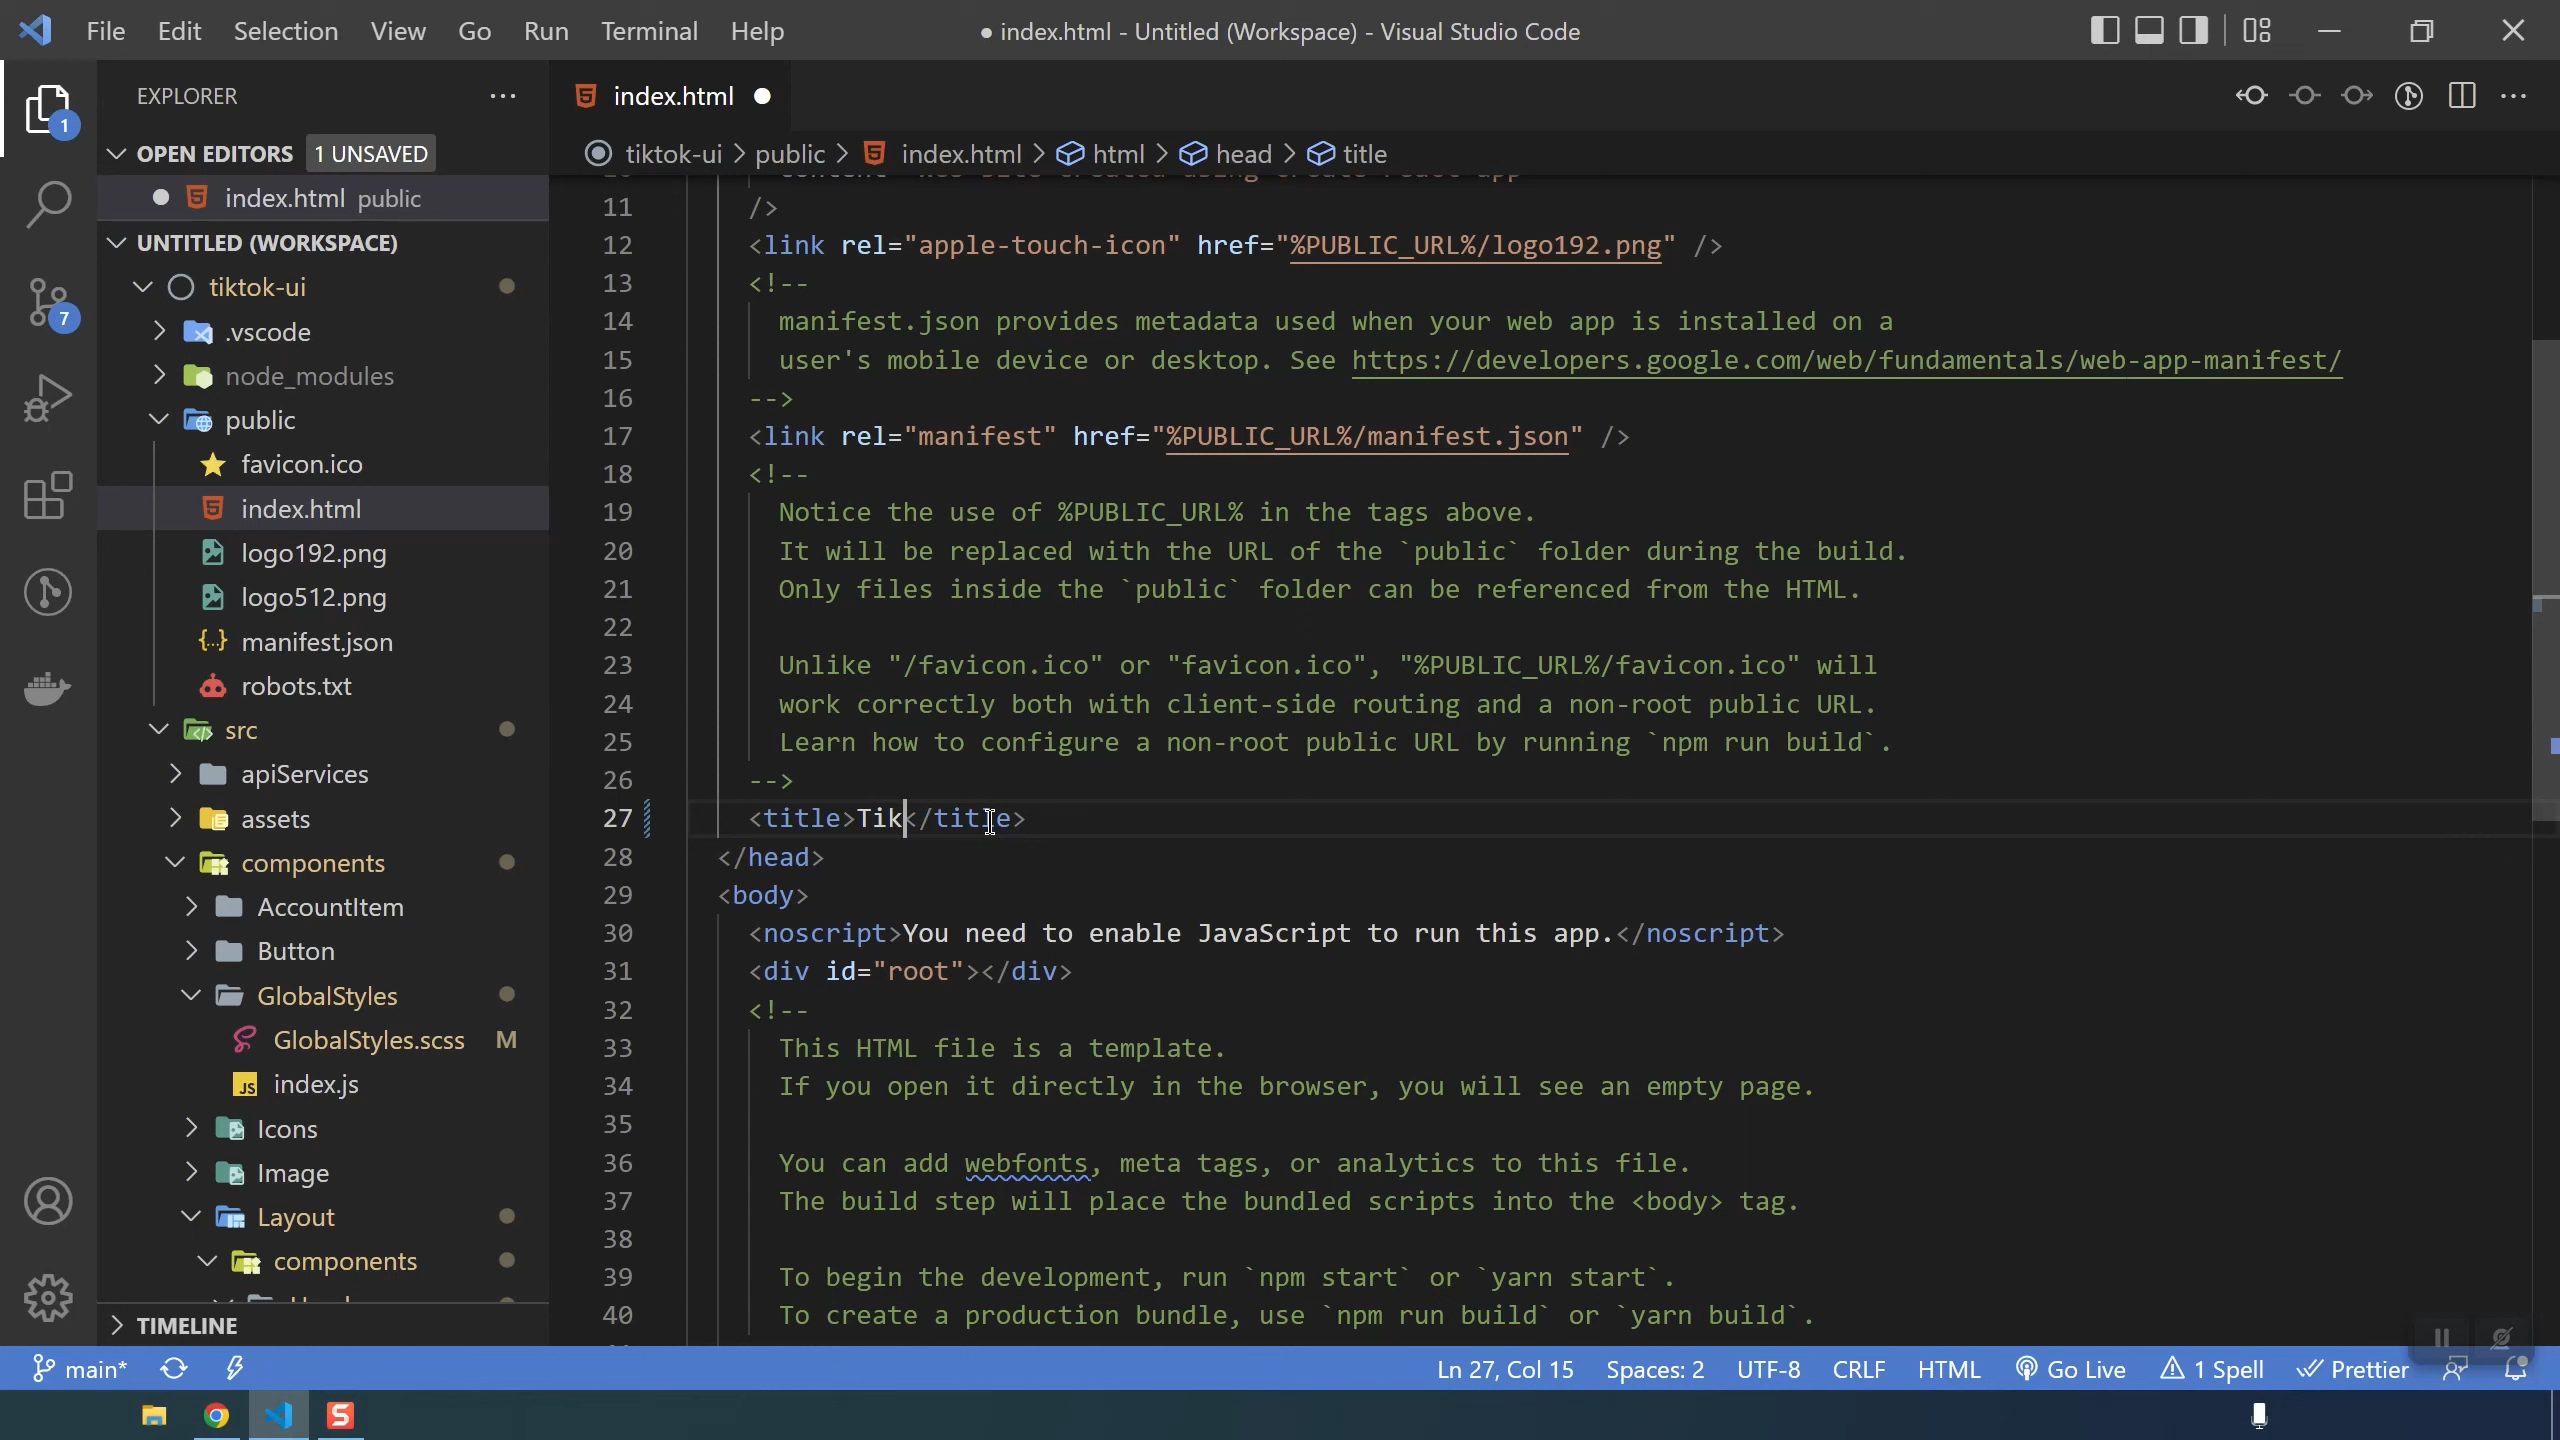 File Edit Selection View Go Run Terminal Help
● index.html - Untitled (Workspace) - Visual Studio Code
EXPLORER
OPEN EDITORS 1 UNSAVED
index.html public
UNTITLED (WORKSPACE)
tiktok-ui
.vscode
node_modules
public
favicon.ico
index.html
logo192.png
logo512.png
manifest.json
robots.txt
src
apiServices
assets
components
AccountItem
Button
GlobalStyles
GlobalStyles.scss M
index.js
Icons
Image
Layout
components
TIMELINE
1
7
index.html
tiktok-ui > public > index.html > html > head > title
11 />
12 <link rel="apple-touch-icon" href="%PUBLIC_URL%/logo192.png" />
13 <!--
14 manifest.json provides metadata used when your web app is installed on a
15 user's mobile device or desktop. See https://developers.google.com/web/fundamentals/web-app-manifest/
16 -->
17 <link rel="manifest" href="%PUBLIC_URL%/manifest.json" />
18 <!--
19 Notice the use of %PUBLIC_URL% in the tags above.
20 It will be replaced with the URL of the `public` folder during the build.
21 Only files inside the `public` folder can be referenced from the HTML.
22
23 Unlike "/favicon.ico" or "favicon.ico", "%PUBLIC_URL%/favicon.ico" will
24 work correctly both with client-side routing and a non-root public URL.
25 Learn how to configure a non-root public URL by running `npm run build`.
26 -->
27 <title>Tik</title>
28 </head>
29 <body>
30 <noscript>You need to enable JavaScript to run this app.</noscript>
31 <div id="root"></div>
32 <!--
33 This HTML file is a template.
34 If you open it directly in the browser, you will see an empty page.
35
36 You can add webfonts, meta tags, or analytics to this file.
37 The build step will place the bundled scripts into the <body> tag.
38
39 To begin the development, run `npm start` or `yarn start`.
40 To create a production bundle, use `npm run build` or `yarn build`.
main* Ln 27, Col 15 Spaces: 2 UTF-8 CRLF HTML Go Live 1 Spell Prettier